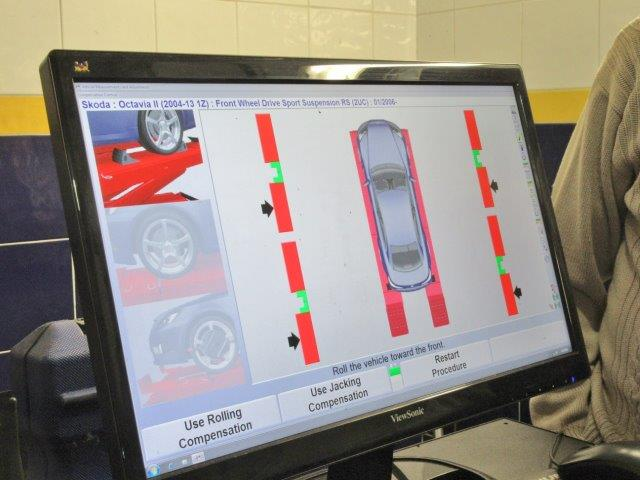 Skoda : Octavia II (2004-13 1Z) : Front Wheel Drive Sport Suspension RS (2UC) : 01/2006-
Roll the vehicle toward the front.
Use Rolling
Compensation
Use Jacking
Compensation
Restart
Procedure
ViewSonic